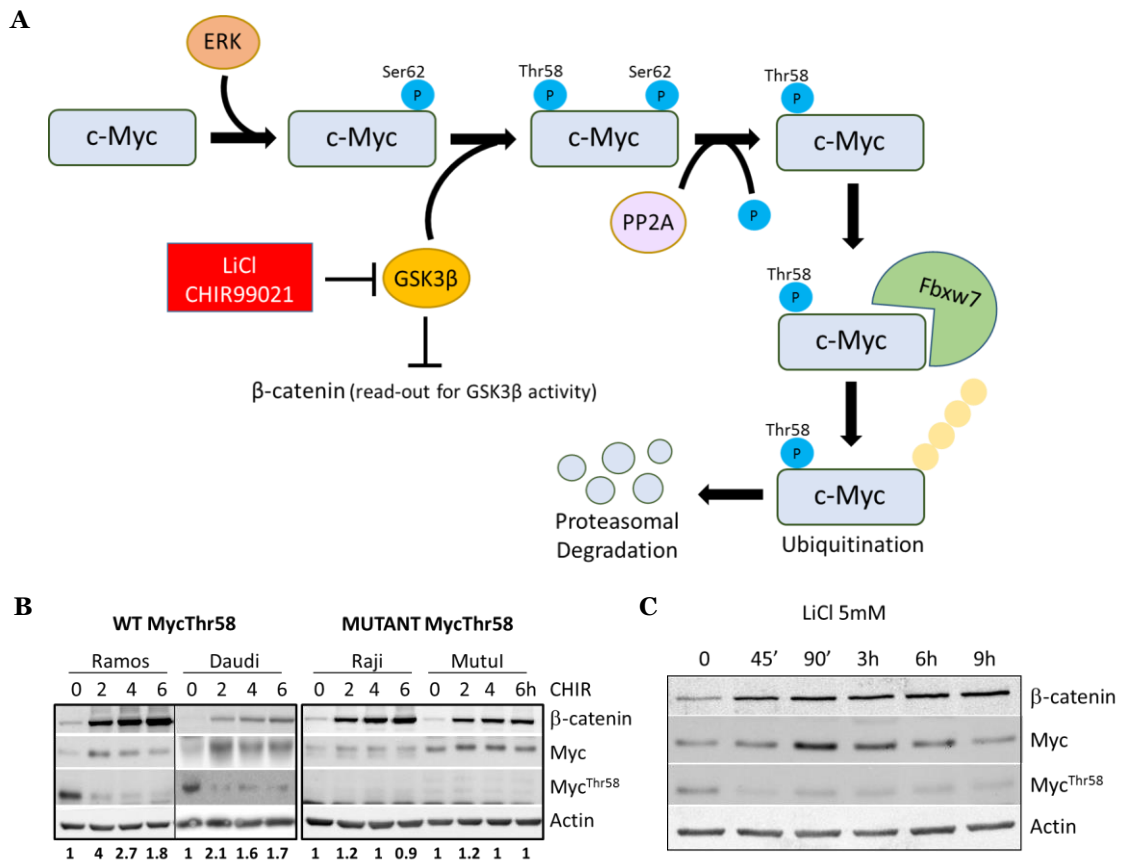 A
ERK
Ser62
Thr58
Ser62
Thr58
P
P
P
P
c-Myc
c-Myc
c-Myc
c-Myc
PP2A
P
LiCl
CHIR99021
GSK3β
Thr58
P
Fbxw7
c-Myc
β-catenin (read-out for GSK3β activity)
Thr58
P
c-Myc
Proteasomal
Degradation
Ubiquitination
B
WT MycThr58
MUTANT MycThr58
Ramos
Daudi
Raji
Mutul
0 2 4 6 0 2 4 6 0 2 4 6 0 2 4 6h CHIR
β-catenin
Myc
MycThr58
Actin
1 4 2.7 1.8 1 2.1 1.6 1.7 1 1.2 1 0.9 1 1.2 1 1
C
LiCl 5mM
0 45’ 90’ 3h 6h 9h
β-catenin
Myc
MycThr58
Actin